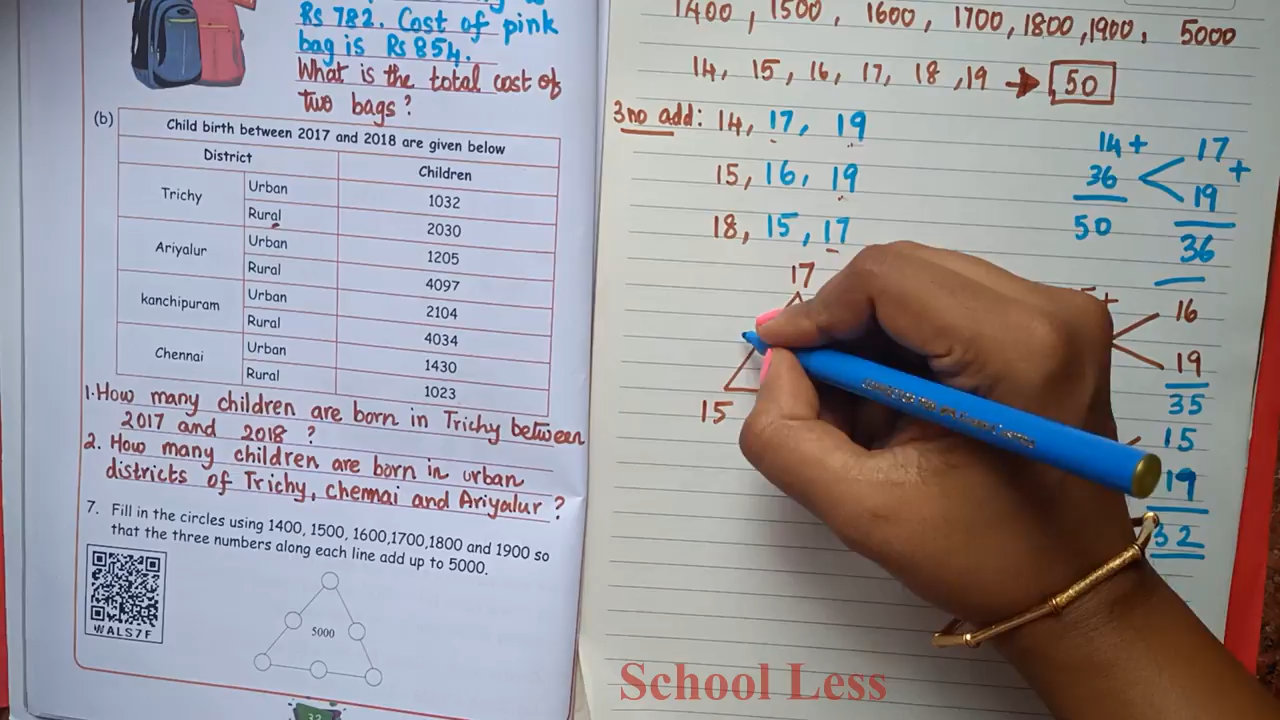 Rs 782. Cost of pink
bag is Rs 854.
What is the total cost of
two bags?
(b)
Child birth between 2017 and 2018 are given below
District Children
Trichy Urban 1032
Rural 2030
Ariyalur Urban 1205
Rural 4097
kanchipuram Urban 2104
Rural 4034
Chennai Urban 1430
Rural 1023
1. How many children are born in Trichy between
2017 and 2018 ?
2. How many children are born in urban
districts of Trichy, chennai and Ariyalur ?
7. Fill in the circles using 1400, 1500, 1600,1700,1800 and 1900 so
that the three numbers along each line add up to 5000.
WALS7F
5000
1400, 1500, 1600, 1700, 1800, 1900, 5000
14, 15, 16, 17, 18, 19 → 50
3 no add: 14, 17, 19
15, 16, 19
18, 15, 17
17
15
14+
36
50
17
+
19
36
16
19
35
15
19
32
School Less